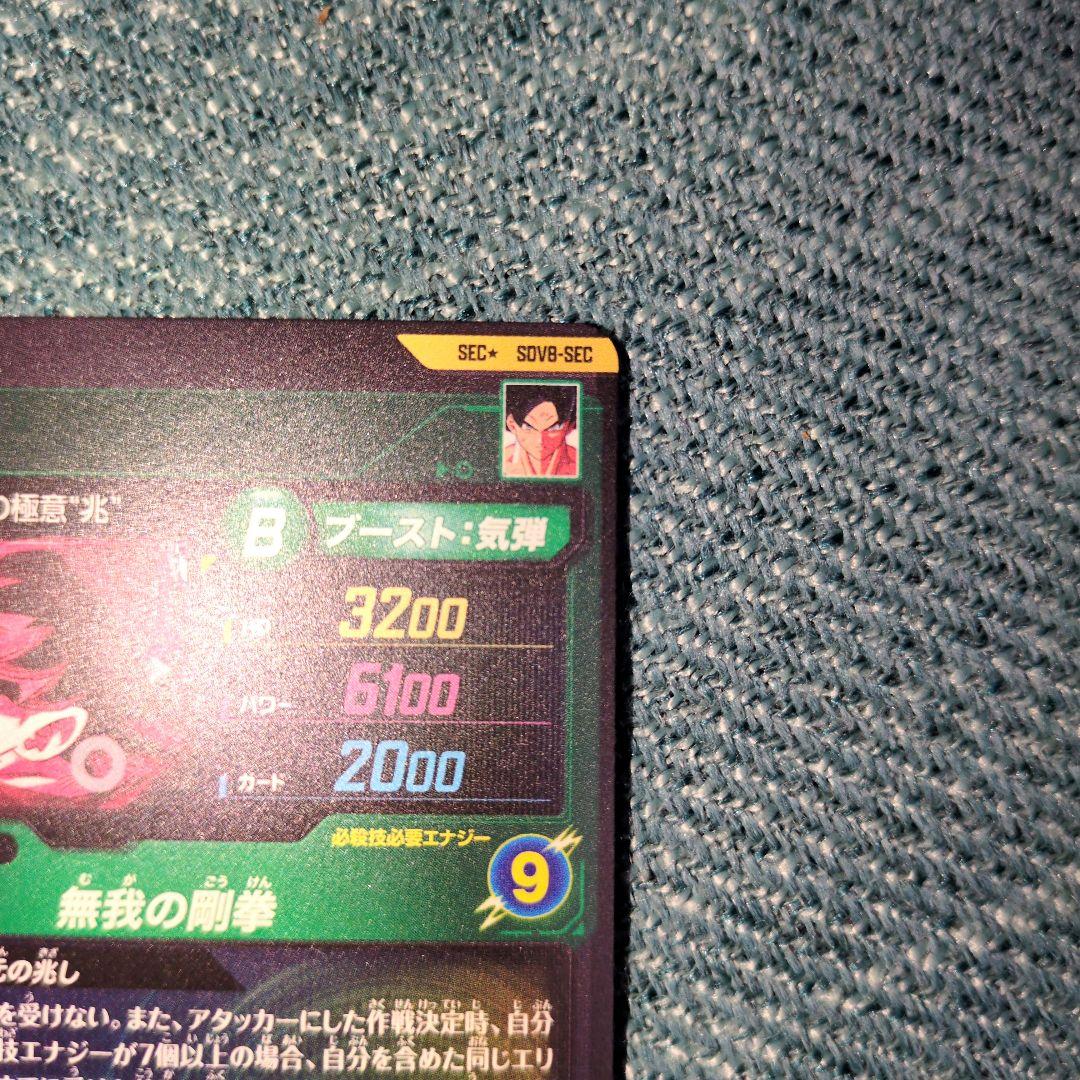 SEC★ SDV8-SEC
の極意"兆"
B ブースト:気弾
HP 3200
パワー 6100
ガード 2000
必殺技必要エナジー
9
無我の剛拳
の兆し
を受けない。また、アタッカーにした作戦決定時、自分
技エナジーが7個以上の場合、自分を含めた同じエリ